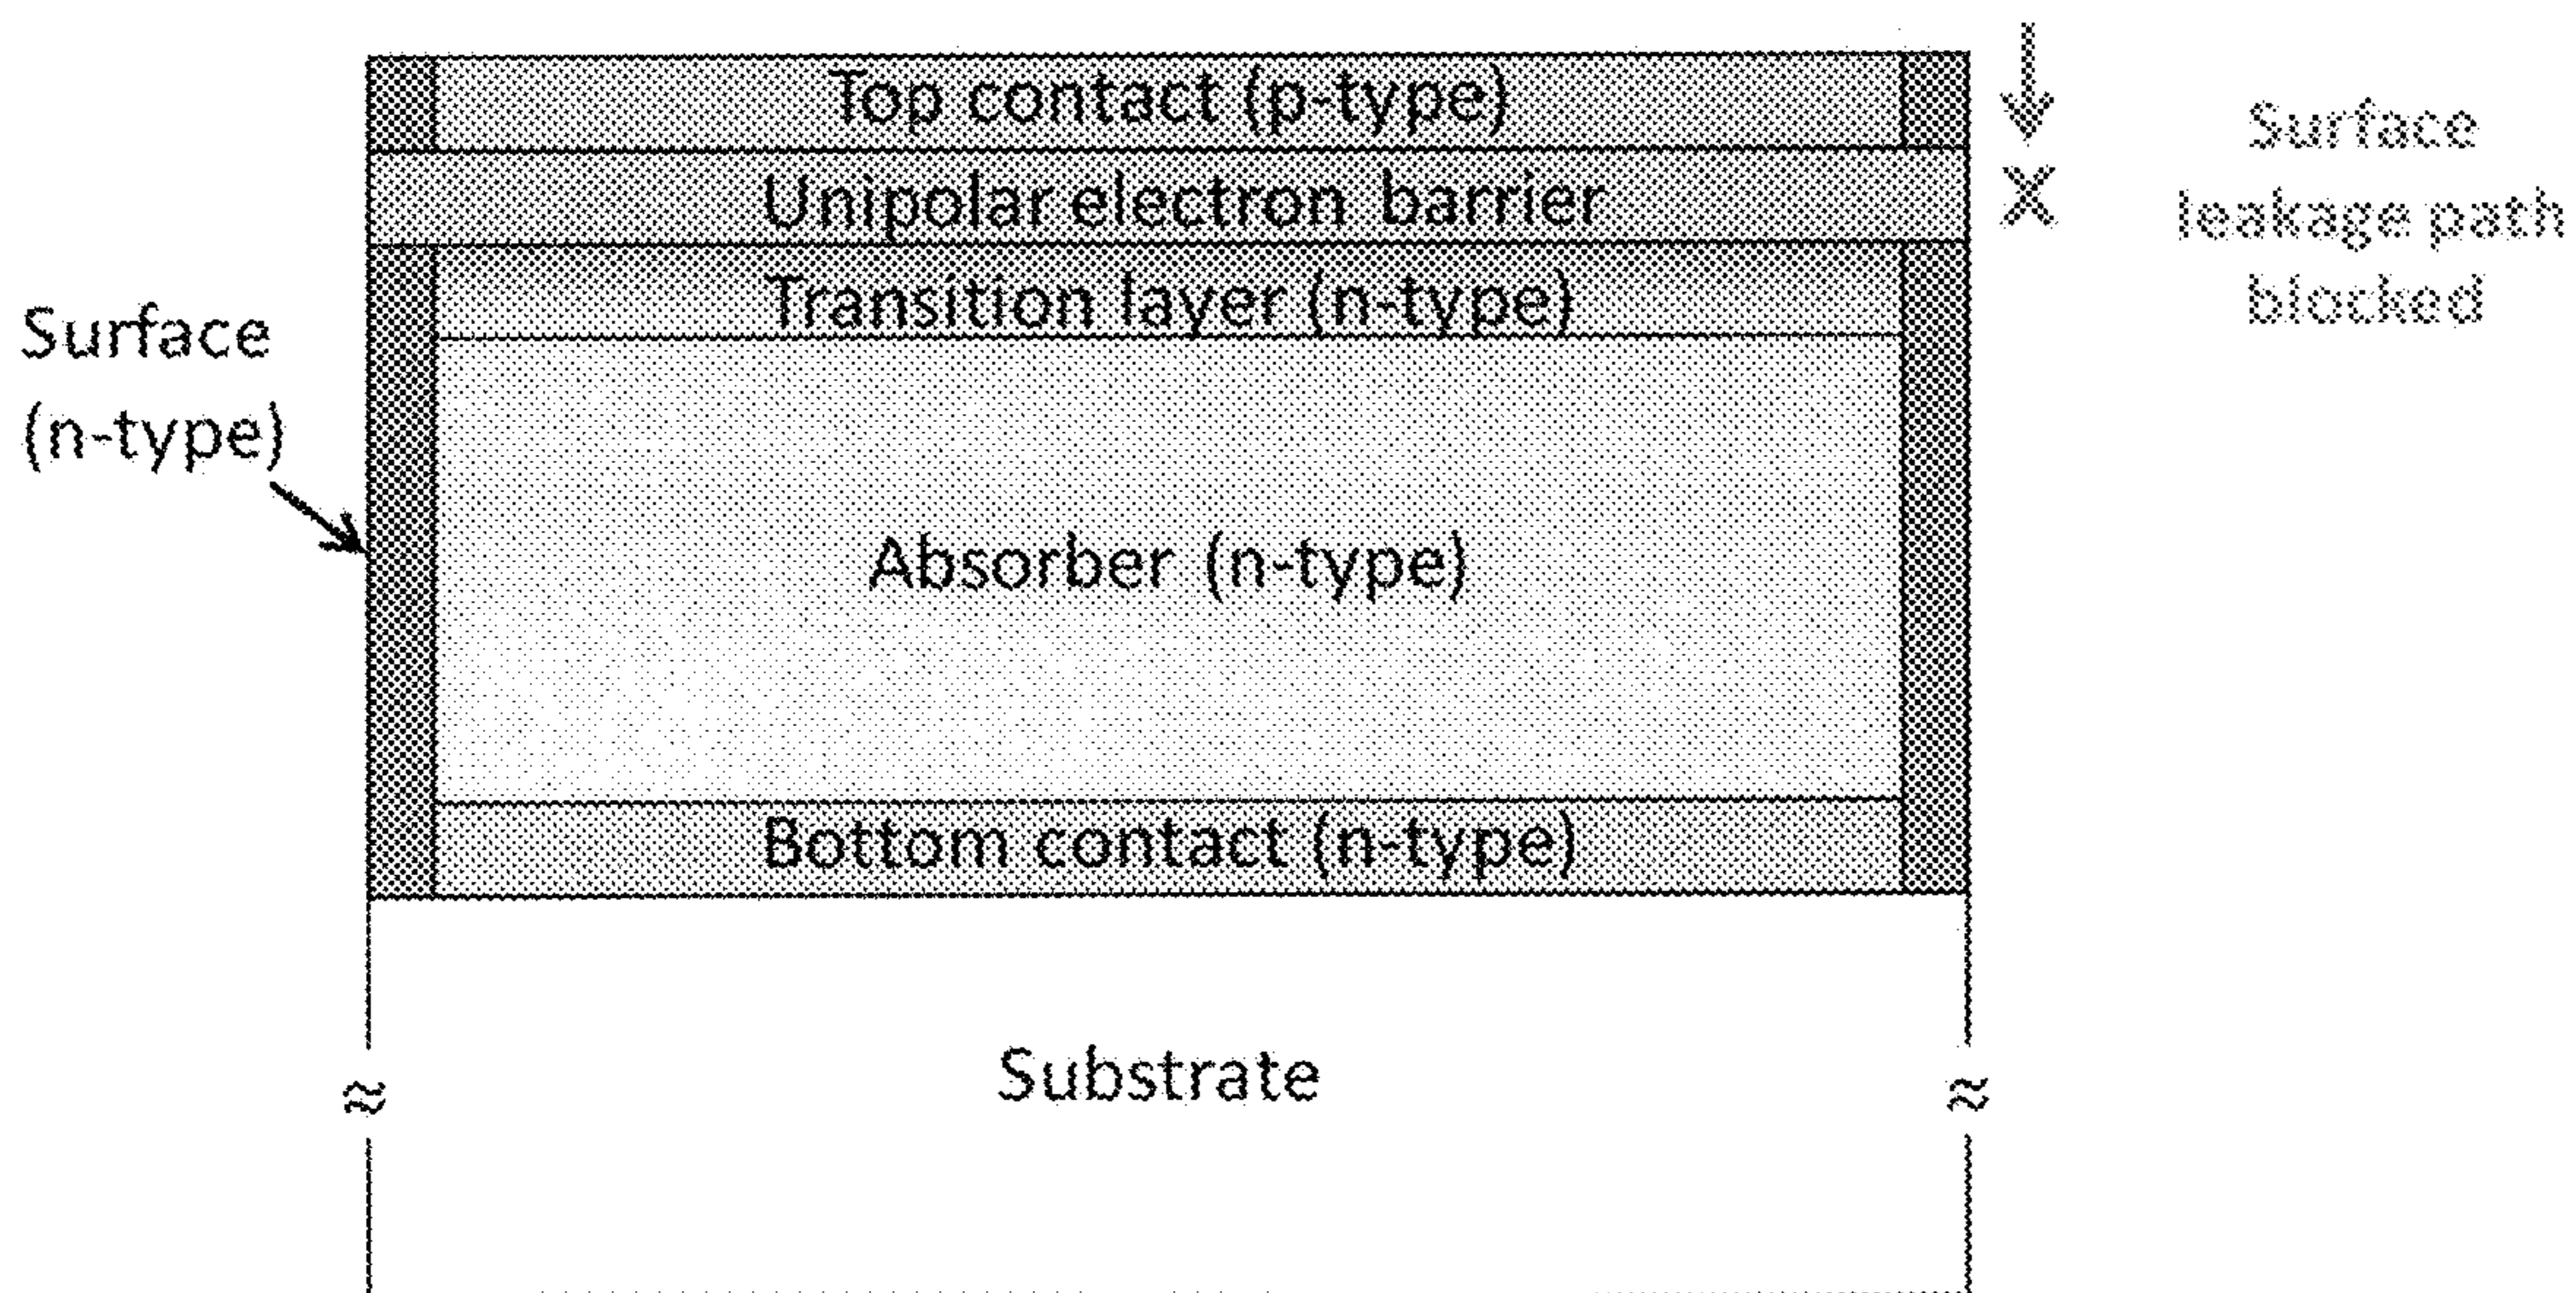 Top contact (p-type)
Unipolar electron barrier
Transition layer (n-type)
Absorber (n-type)
Bottom contact (n-type)
Substrate
Surface
(n-type)
X
Surface
leakage path
blocked
≈
≈